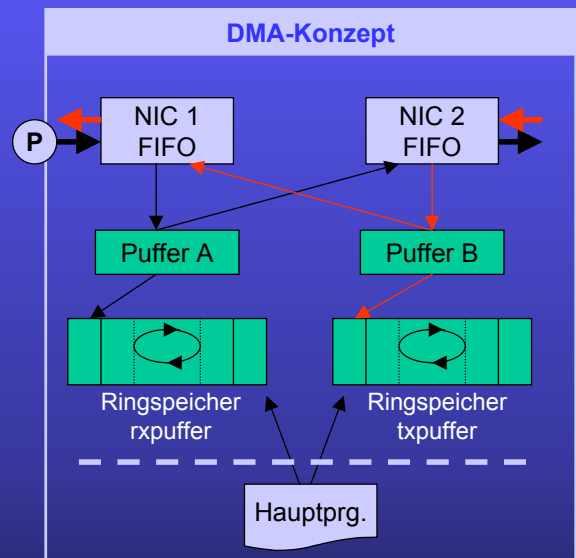 DMA-Konzept
NIC 1
FIFO
NIC 2
FIFO
P
Puffer A
Puffer B
Ringspeicher
rxpuffer
Ringspeicher
txpuffer
Hauptprg.